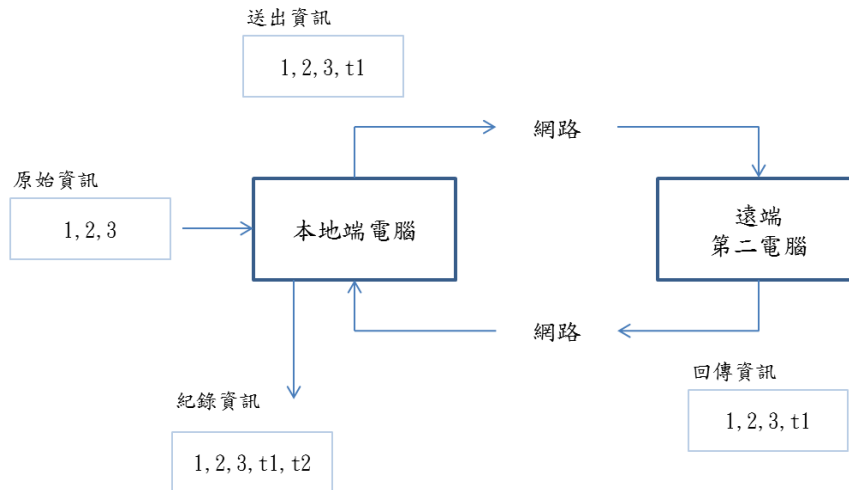 送出資訊
1,2,3,t1
網路
原始資訊
1,2,3
本地端電腦
遠端
第二電腦
網路
回傳資訊
1,2,3,t1
紀錄資訊
1,2,3,t1,t2